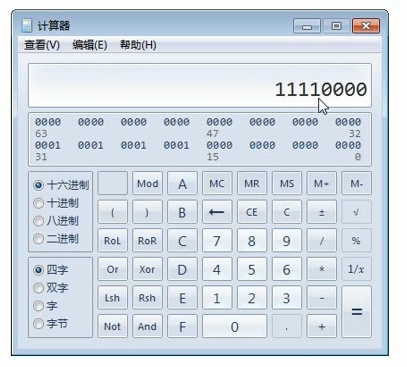 计算器
查看(V) 编辑(E) 帮助(H)
11110000
0000 0000 0000 0000 0000 0000 0000 0000
63 47 32
0001 0001 0001 0001 0000 0000 0000 0000
31 15 0
十六进制 Mod A MC MR MS M+ M-
十进制 ( ) B ← CE C ± √
八进制
二进制 RoL RoR C 7 8 9 / %
四字 Or Xor D 4 5 6 * 1/x
双字
字 Lsh Rsh E 1 2 3 - =
字节 Not And F 0 . +